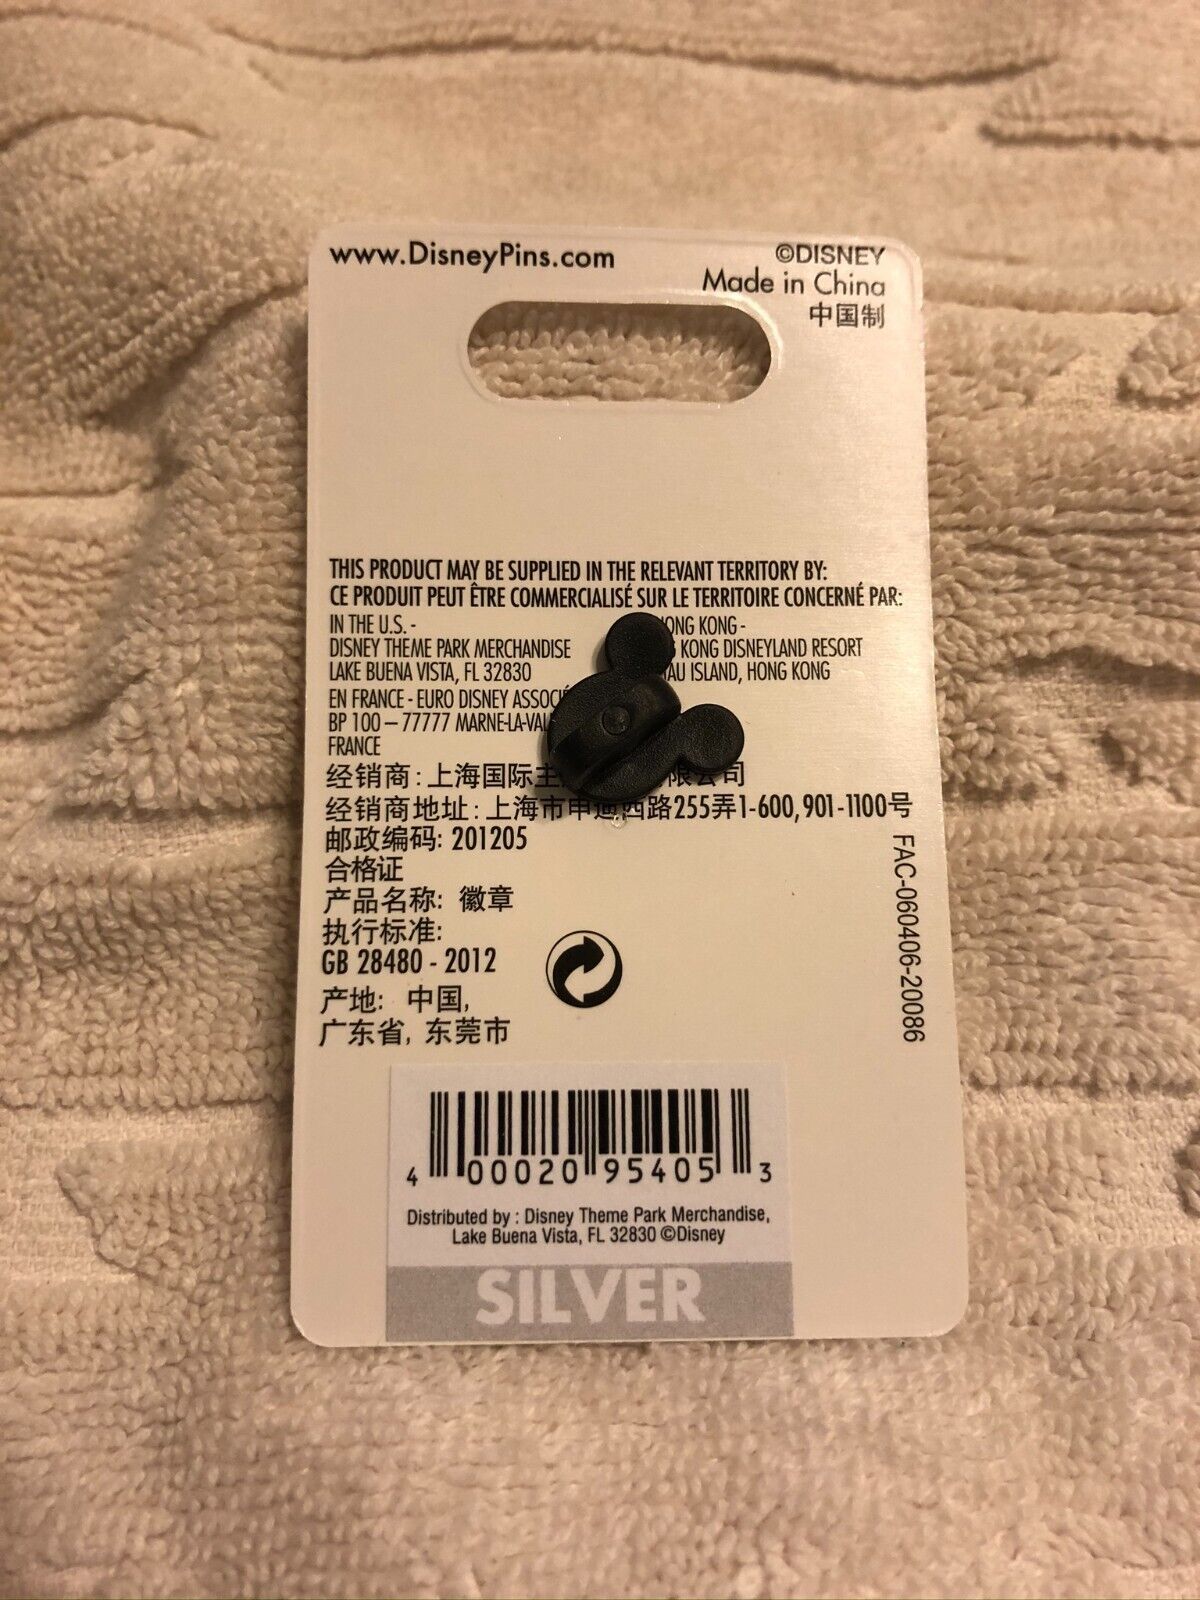 www.DisneyPins.com
©DISNEY
Made in China
中国制
THIS PRODUCT MAY BE SUPPLIED IN THE RELEVANT TERRITORY BY:
CE PRODUIT PEUT ÊTRE COMMERCIALISÉ SUR LE TERRITOIRE CONCERNÉ PAR:
IN THE U.S. -
DISNEY THEME PARK MERCHANDISE
LAKE BUENA VISTA, FL 32830
KONG -
KONG DISNEYLAND RESORT
ISLAND, HONG KONG
EN FRANCE - EURO DISNEY
BP 100 – 77777
FRANCE
经销商: 上海国际主 公司
经销商地址: 上海市申迪西路255弄1-600, 901-1100号
邮政编码: 201205
合格证
产品名称: 徽章
执行标准:
GB 28480 - 2012
产地: 中国,
广东省, 东莞市
FAC-060406-20086
4 00020 95405 3
Distributed by : Disney Theme Park Merchandise,
Lake Buena Vista, FL 32830 ©Disney
SILVER